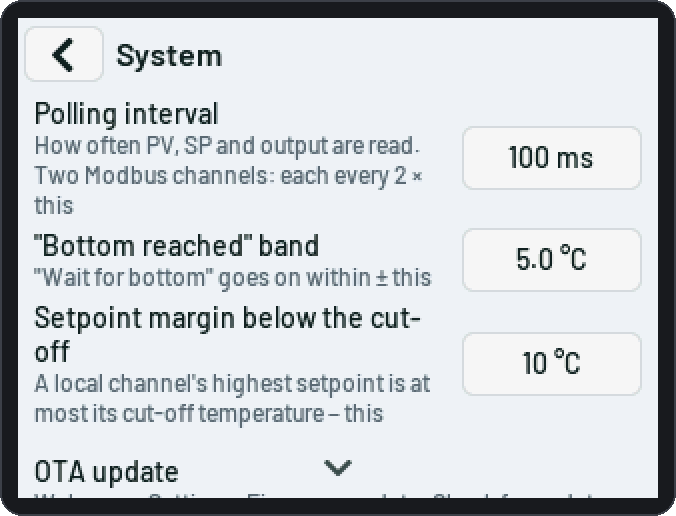 System
Polling interval
How often PV, SP and output are read.
Two Modbus channels: each every 2 ×
this
100 ms
"Bottom reached" band
"Wait for bottom" goes on within ± this
5.0 °C
Setpoint margin below the cut-
off
A local channel's highest setpoint is at
most its cut-off temperature – this
10 °C
OTA update